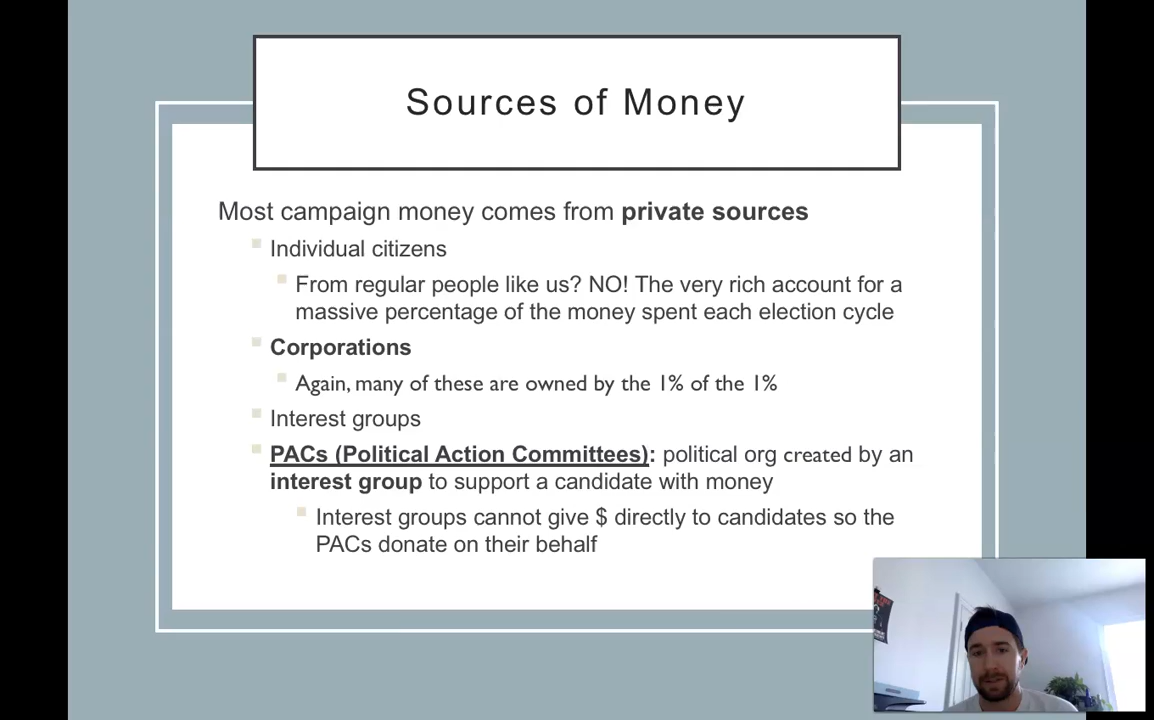 Sources of Money
Most campaign money comes from private sources
Individual citizens
From regular people like us? NO! The very rich account for a
massive percentage of the money spent each election cycle
Corporations
Again, many of these are owned by the 1% of the 1%
Interest groups
PACs (Political Action Committees): political org created by an
interest group to support a candidate with money
Interest groups cannot give $ directly to candidates so the
PACs donate on their behalf